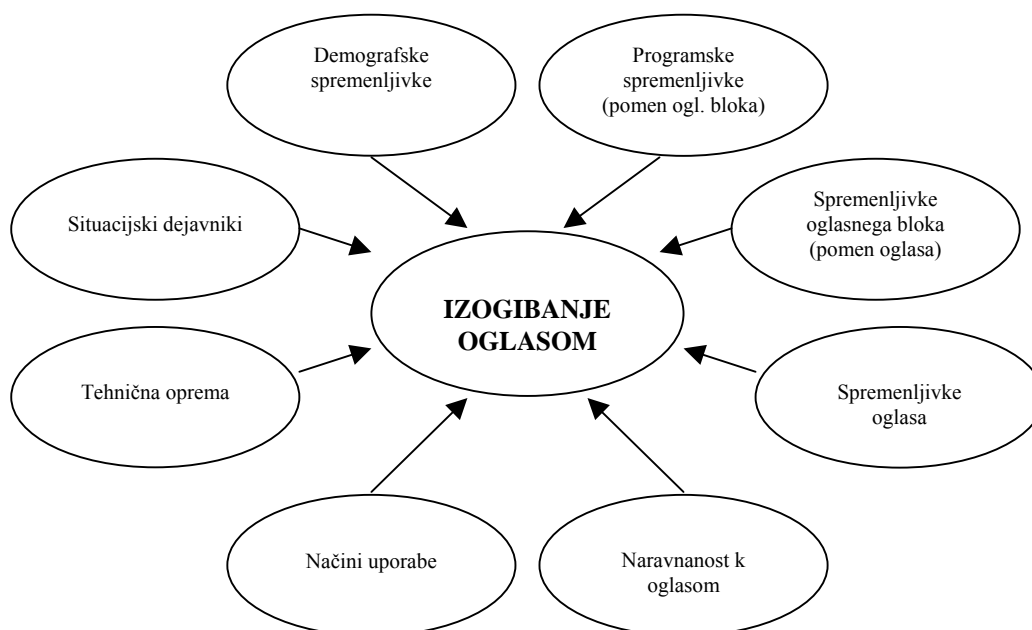 Demografske
spremenljivke
Programske
spremenljivke
(pomen ogl. bloka)
Situacijski dejavniki
Spremenljivke
oglasnega bloka
(pomen oglasa)
IZOGIBANJE
OGLASOM
Tehnična oprema
Spremenljivke
oglasa
Načini uporabe
Naravnanost k
oglasom